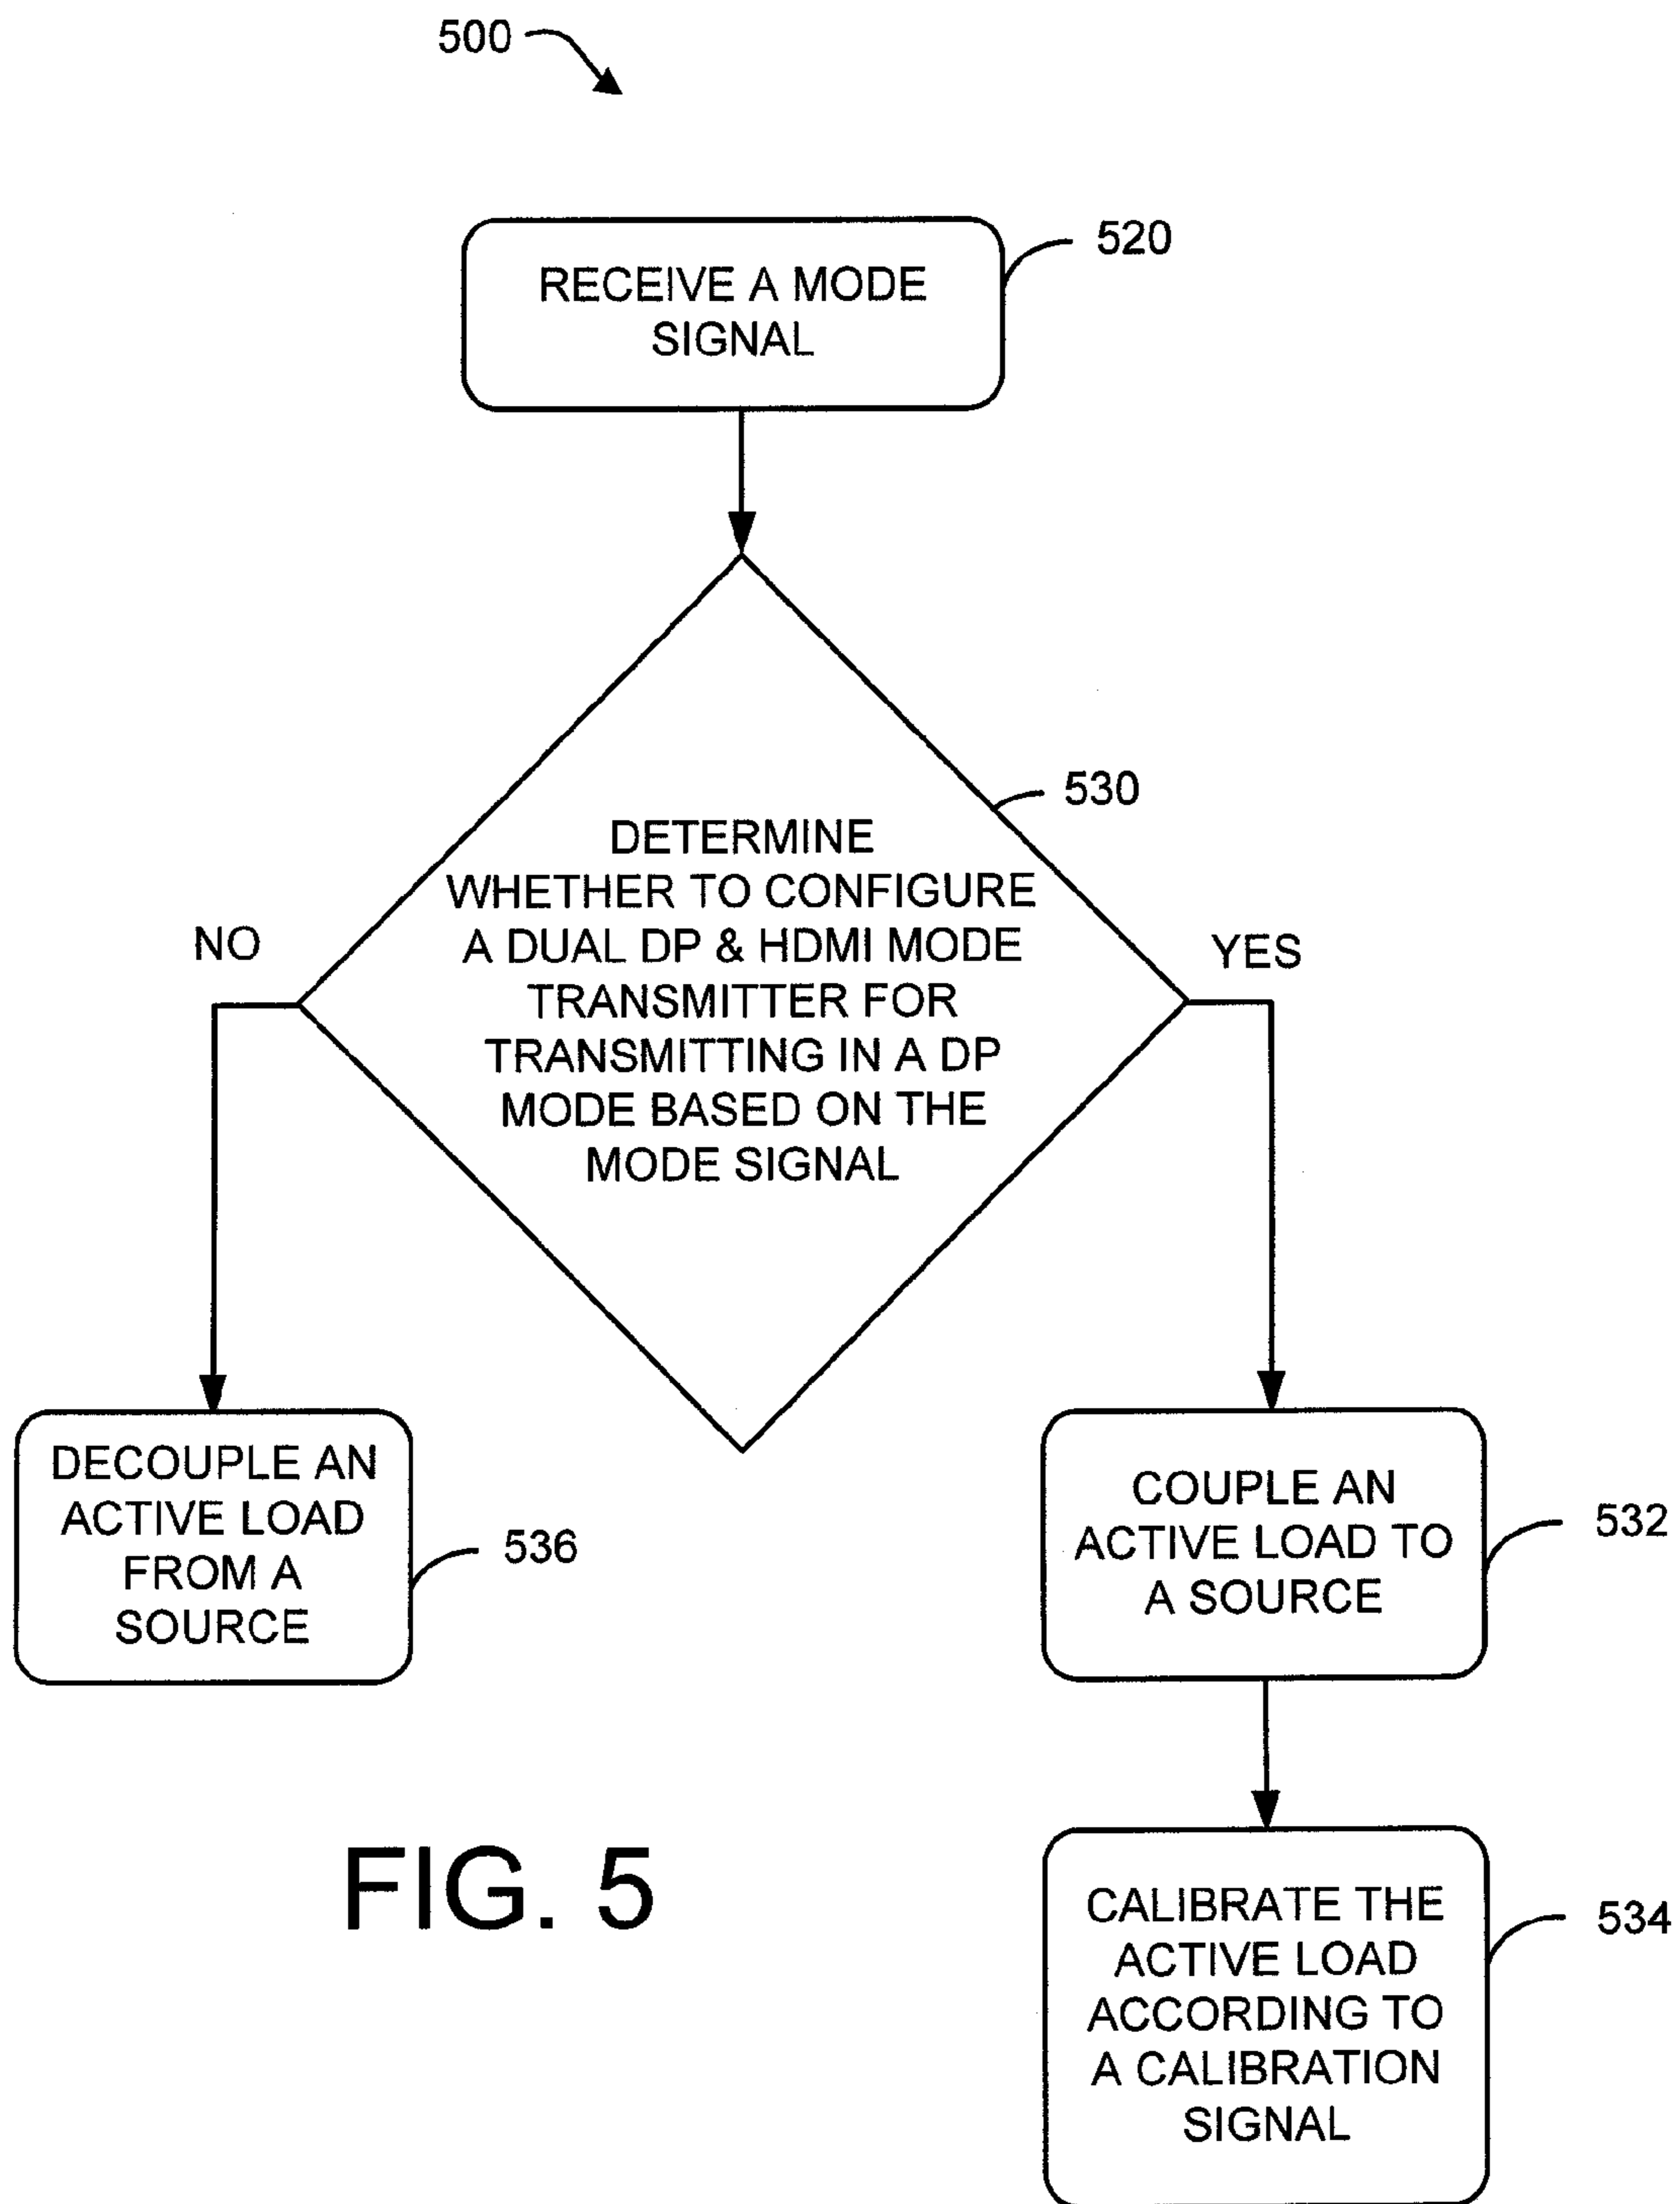 500
RECEIVE A MODE
SIGNAL
520
DETERMINE
WHETHER TO CONFIGURE
A DUAL DP & HDMI MODE
TRANSMITTER FOR
TRANSMITTING IN A DP
MODE BASED ON THE
MODE SIGNAL
530
NO
YES
DECOUPLE AN
ACTIVE LOAD
FROM A
SOURCE
536
COUPLE AN
ACTIVE LOAD TO
A SOURCE
532
CALIBRATE THE
ACTIVE LOAD
ACCORDING TO
A CALIBRATION
SIGNAL
534
FIG. 5